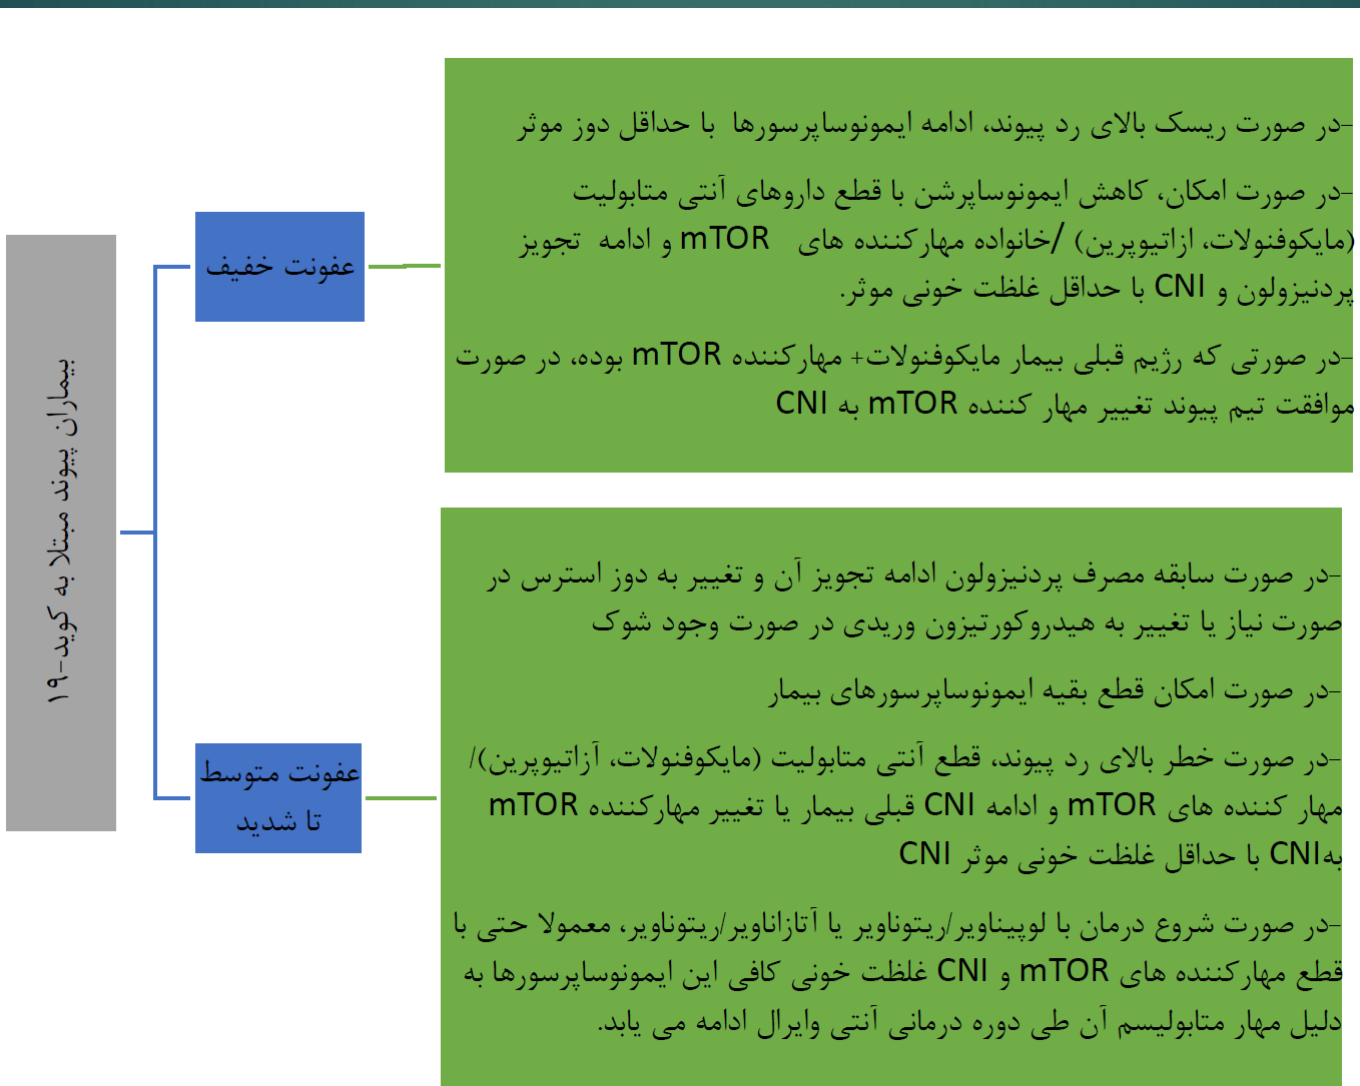 بیماران پیوند مبتلا به کوید-۱۹
عفونت خفیف
-در صورت ریسک بالای رد پیوند، ادامه ایمونوساپرسورها با حداقل دوز موثر
-در صورت امکان، کاهش ایمونوساپرشن با قطع داروهای آنتی متابولیت
(مایکوفنولات، ازاتیوپرین) /خانواده مهارکننده های mTOR و ادامه تجویز
پردنیزولون و CNI با حداقل غلظت خونی موثر.
-در صورتی که رژیم قبلی بیمار مایکوفنولات+ مهارکننده mTOR بوده، در صورت
موافقت تیم پیوند تغییر مهار کننده mTOR به CNI
عفونت متوسط
تا شدید
-در صورت سابقه مصرف پردنیزولون ادامه تجویز آن و تغییر به دوز استرس در
صورت نیاز یا تغییر به هیدروکورتیزون وریدی در صورت وجود شوک
-در صورت امکان قطع بقیه ایمونوساپرسورهای بیمار
-در صورت خطر بالای رد پیوند، قطع آنتی متابولیت (مایکوفنولات، آزاتیوپرین)/
مهار کننده های mTOR و ادامه CNI قبلی بیمار یا تغییر مهارکننده mTOR
بهCNI با حداقل غلظت خونی موثر CNI
-در صورت شروع درمان با لوپیناویر/ریتوناویر یا آتازاناویر/ریتوناویر، معمولا حتی با
قطع مهارکننده های mTOR و CNI غلظت خونی کافی این ایمونوساپرسورها به
دلیل مهار متابولیسم آن طی دوره درمانی آنتی وایرال ادامه می یابد.